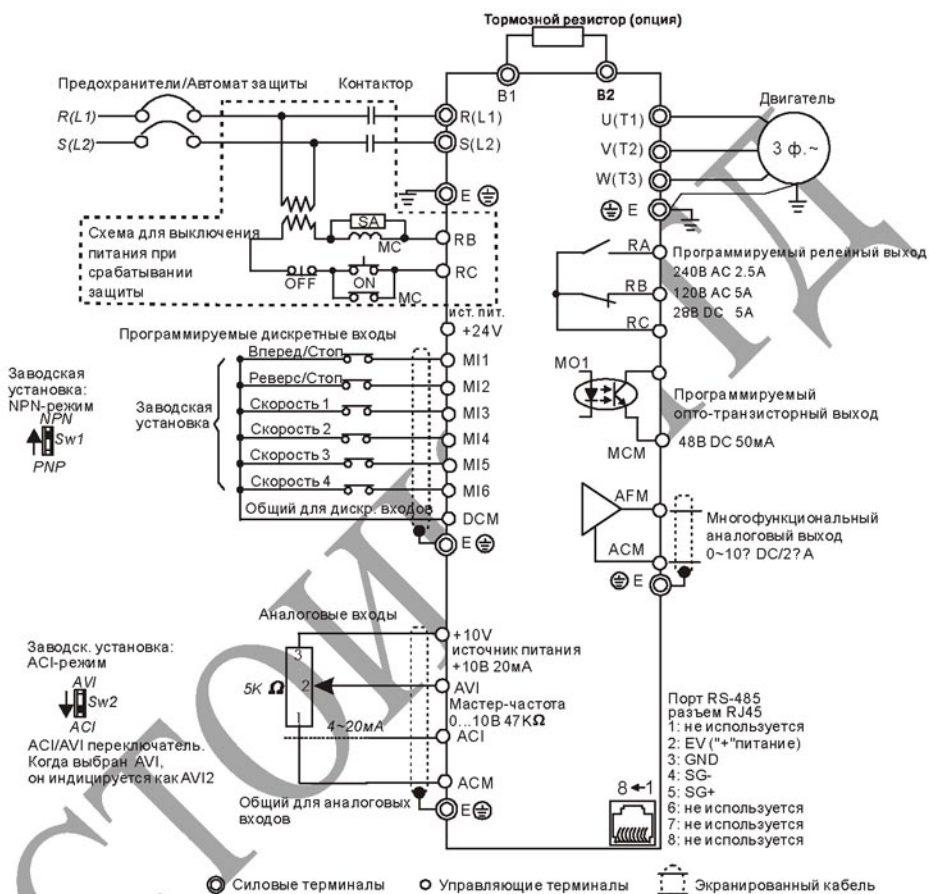 Тормозной резистор (опция)
B1
B2
Предохранители/Автомат защиты
Контактор
R(L1)
S(L2)
R(L1)
S(L2)
E
U(T1)
V(T2)
W(T3)
E
Двигатель
3 ф.~
Схема для выключения
питания при
срабатывании
защиты
SA
MC
OFF
ON
MC
RB
RC
RA
RB
RC
Программируемый релейный выход
240В AC 2.5A
120В AC 5A
28В DC 5A
ист. пит.
+24V
Программируемые дискретные входы
Вперед/Стоп
Реверс/Стоп
Скорость 1
Скорость 2
Скорость 3
Скорость 4
Общий для дискр. входов
Заводская
установка
MI1
MI2
MI3
MI4
MI5
MI6
DCM
E
Заводская
установка:
NPN-режим
NPN
Sw1
PNP
MO1
MCM
Программируемый
опто-транзисторный выход
48В DC 50мА
AFM
ACM
E
Многофункциональный
аналоговый выход
0~10? DC/2? A
Аналоговые входы
3
2
1
5K Ω
4~20мА
+10V
источник питания
+10В 20мА
AVI
Мастер-частота
0...10В 47KΩ
ACI
ACM
E
Общий для аналоговых
входов
Заводск. установка:
ACI-режим
AVI
Sw2
ACI
ACI/AVI переключатель.
Когда выбран AVI,
он индицируется как AVI2
8←1
Порт RS-485
разъем RJ45
1: не используется
2: EV ("+"питание)
3: GND
4: SG-
5: SG+
6: не используется
7: не используется
8: не используется
Силовые терминалы
Управляющие терминалы
Экранированный кабель